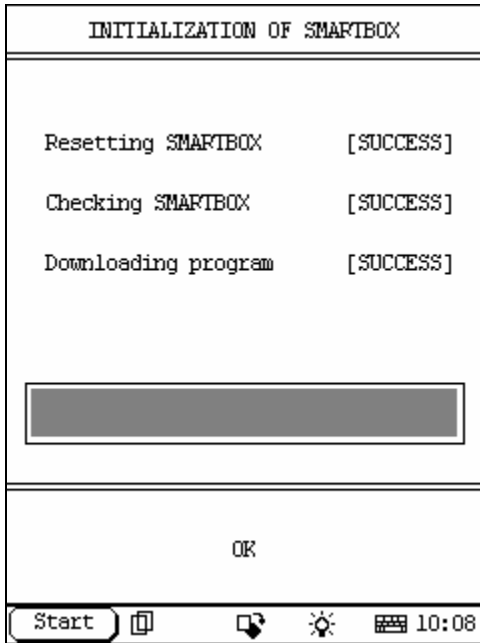 INITIALIZATION OF SMARTBOX
Resetting SMARTBOX [SUCCESS]
Checking SMARTBOX [SUCCESS]
Downloading program [SUCCESS]
OK
Start 10:08